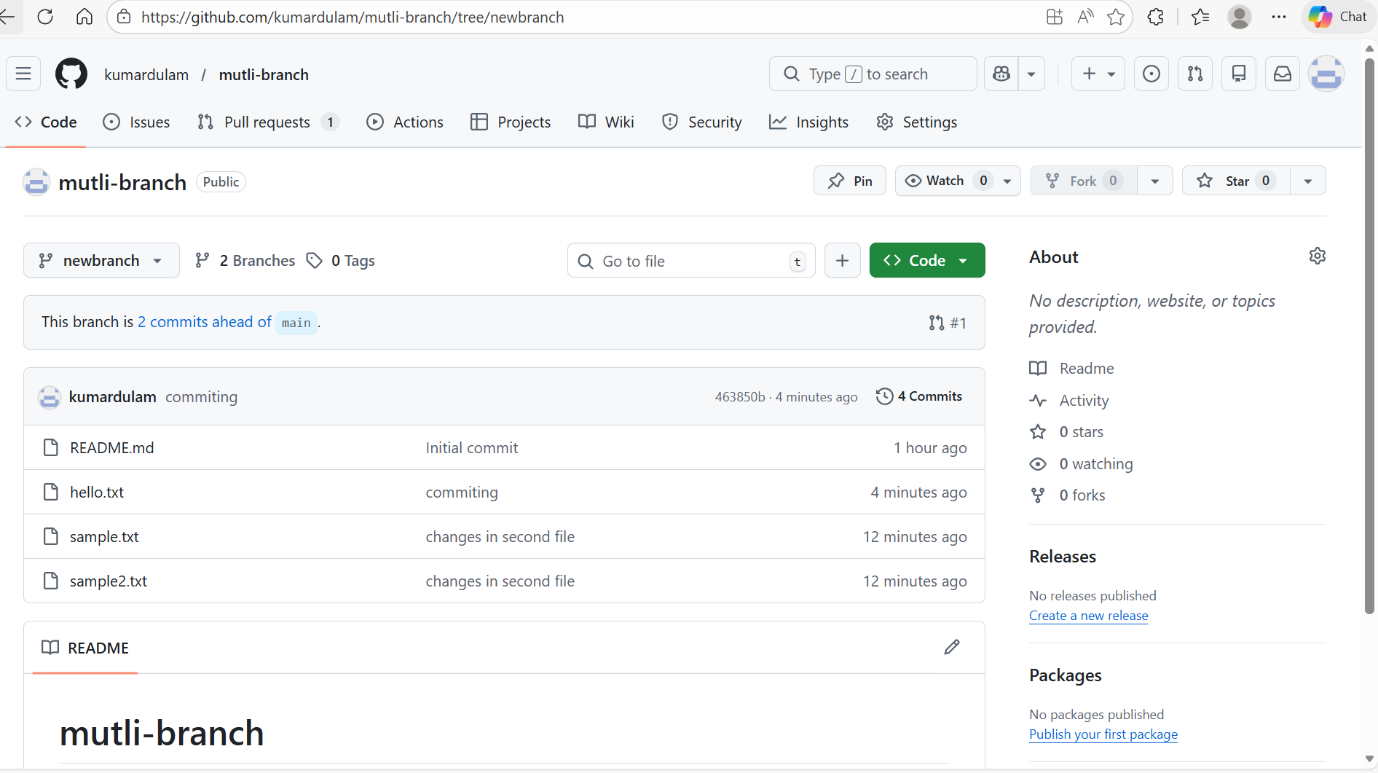 https://github.com/kumardulam/mutli-branch/tree/newbranch
Chat
kumardulam / mutli-branch
Type / to search
Code
Issues
Pull requests 1
Actions
Projects
Wiki
Security
Insights
Settings
mutli-branch Public
Pin
Watch 0
Fork 0
Star 0
newbranch
2 Branches
0 Tags
Go to file t
Code
This branch is 2 commits ahead of main .
#1
kumardulam commiting 463850b · 4 minutes ago 4 Commits
README.md Initial commit 1 hour ago
hello.txt commiting 4 minutes ago
sample.txt changes in second file 12 minutes ago
sample2.txt changes in second file 12 minutes ago
README
mutli-branch
About
No description, website, or topics
provided.
Readme
Activity
0 stars
0 watching
0 forks
Releases
No releases published
Create a new release
Packages
No packages published
Publish your first package